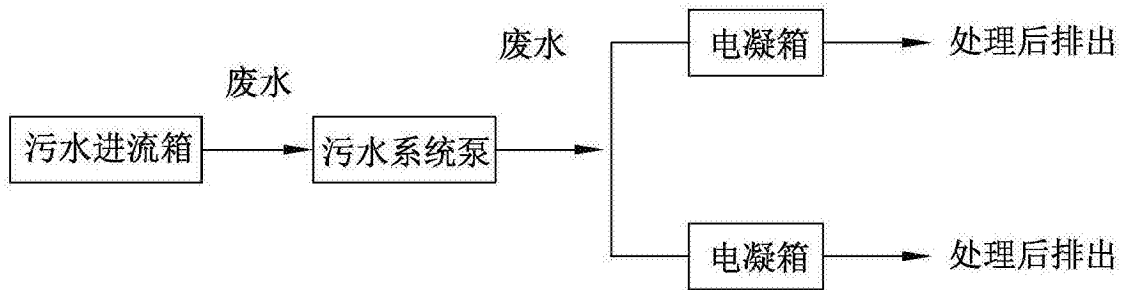 污水进流箱
废水
污水系统泵
废水
电凝箱
处理后排出
电凝箱
处理后排出